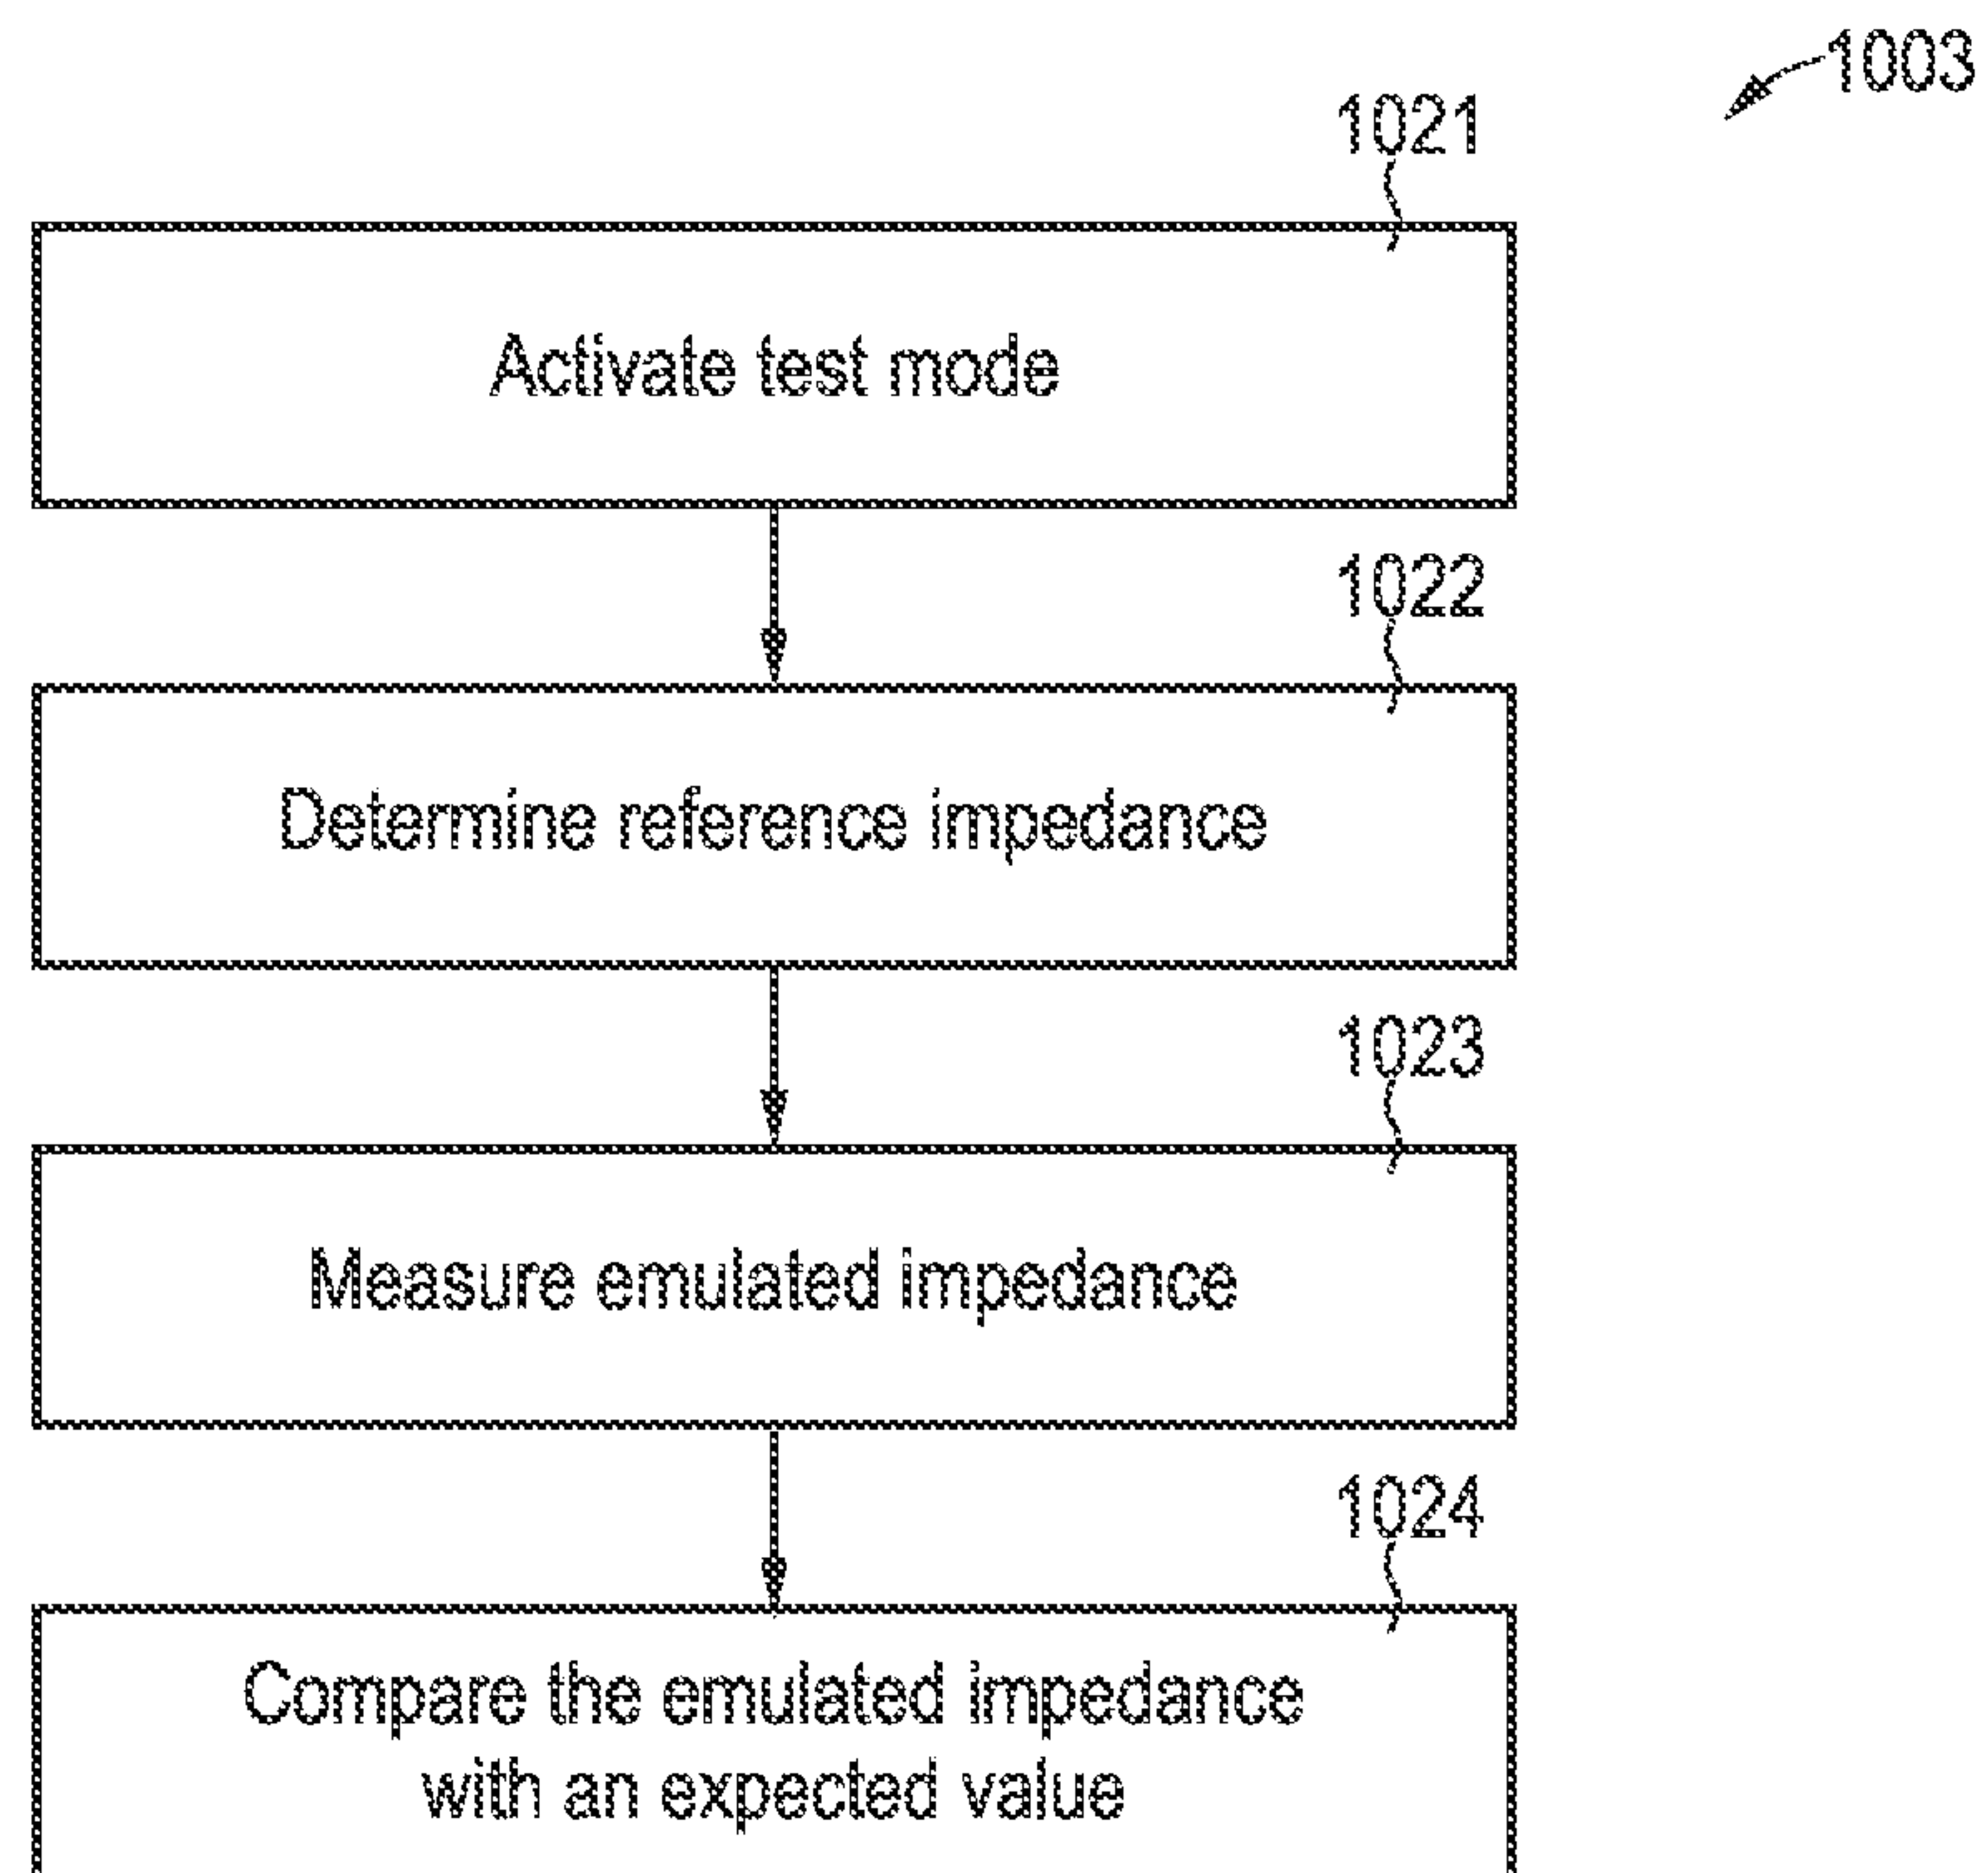 1003
1021
Activate test mode
1022
Determine reference impedance
1023
Measure emulated impedance
1024
Compare the emulated impedance
with an expected value